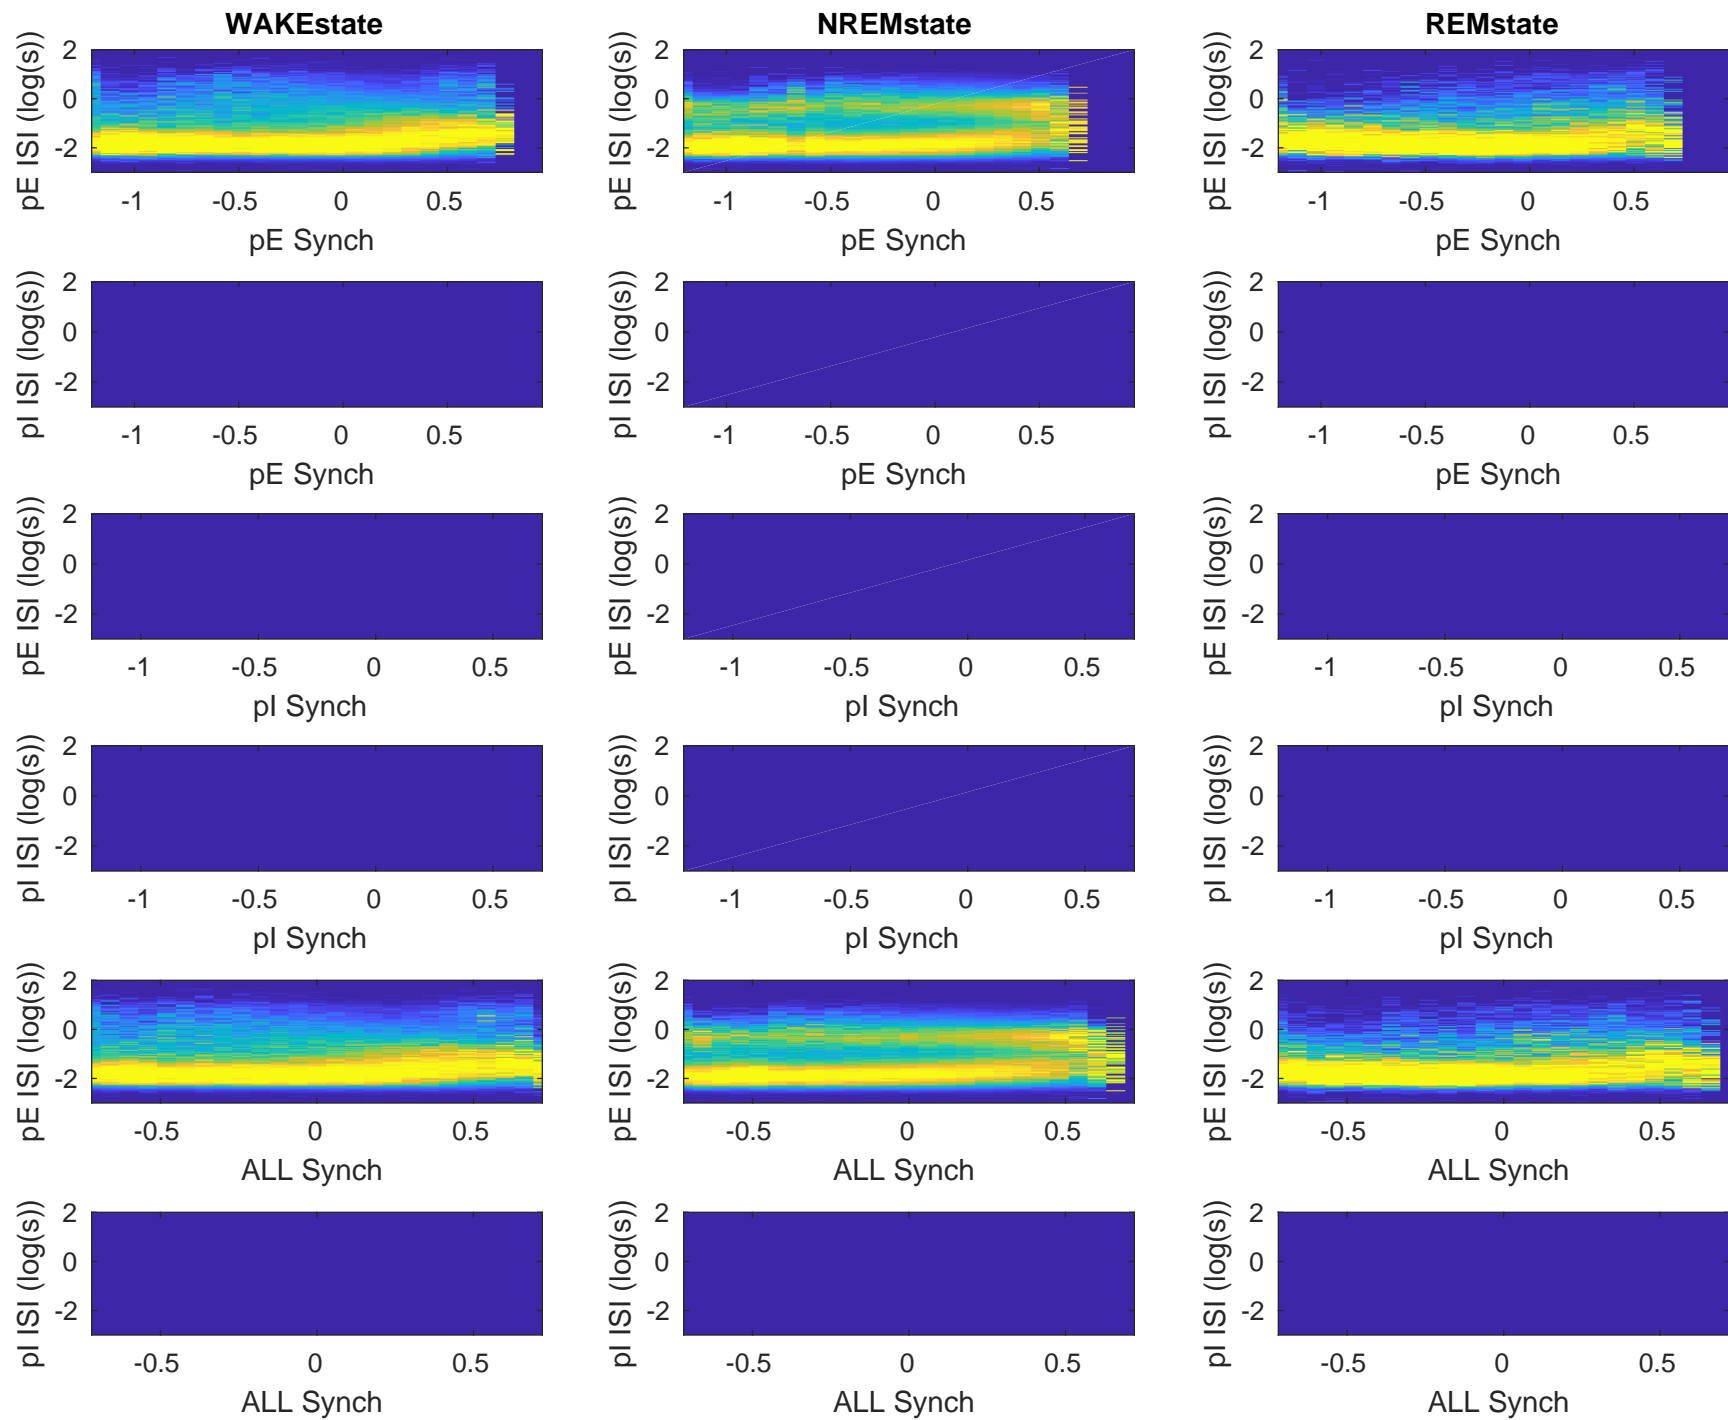 WAKEstate NREMstate REMstate
pE ISI (log(s)) 2 0 -2 pE ISI (log(s)) 2 0 -2 pE ISI (log(s)) 2 0 -2
-1 -0.5 0 0.5 -1 -0.5 0 0.5 -1 -0.5 0 0.5
pE Synch pE Synch pE Synch
pI ISI (log(s)) 2 0 -2 pI ISI (log(s)) 2 0 -2 pI ISI (log(s)) 2 0 -2
-1 -0.5 0 0.5 -1 -0.5 0 0.5 -1 -0.5 0 0.5
pE Synch pE Synch pE Synch
pE ISI (log(s)) 2 0 -2 pE ISI (log(s)) 2 0 -2 pE ISI (log(s)) 2 0 -2
-1 -0.5 0 0.5 -1 -0.5 0 0.5 -1 -0.5 0 0.5
pI Synch pI Synch pI Synch
pI ISI (log(s)) 2 0 -2 pI ISI (log(s)) 2 0 -2 pI ISI (log(s)) 2 0 -2
-1 -0.5 0 0.5 -1 -0.5 0 0.5 -1 -0.5 0 0.5
pI Synch pI Synch pI Synch
pE ISI (log(s)) 2 0 -2 pE ISI (log(s)) 2 0 -2 pE ISI (log(s)) 2 0 -2
-0.5 0 0.5 -0.5 0 0.5 -0.5 0 0.5
ALL Synch ALL Synch ALL Synch
pI ISI (log(s)) 2 0 -2 pI ISI (log(s)) 2 0 -2 pI ISI (log(s)) 2 0 -2
-0.5 0 0.5 -0.5 0 0.5 -0.5 0 0.5
ALL Synch ALL Synch ALL Synch